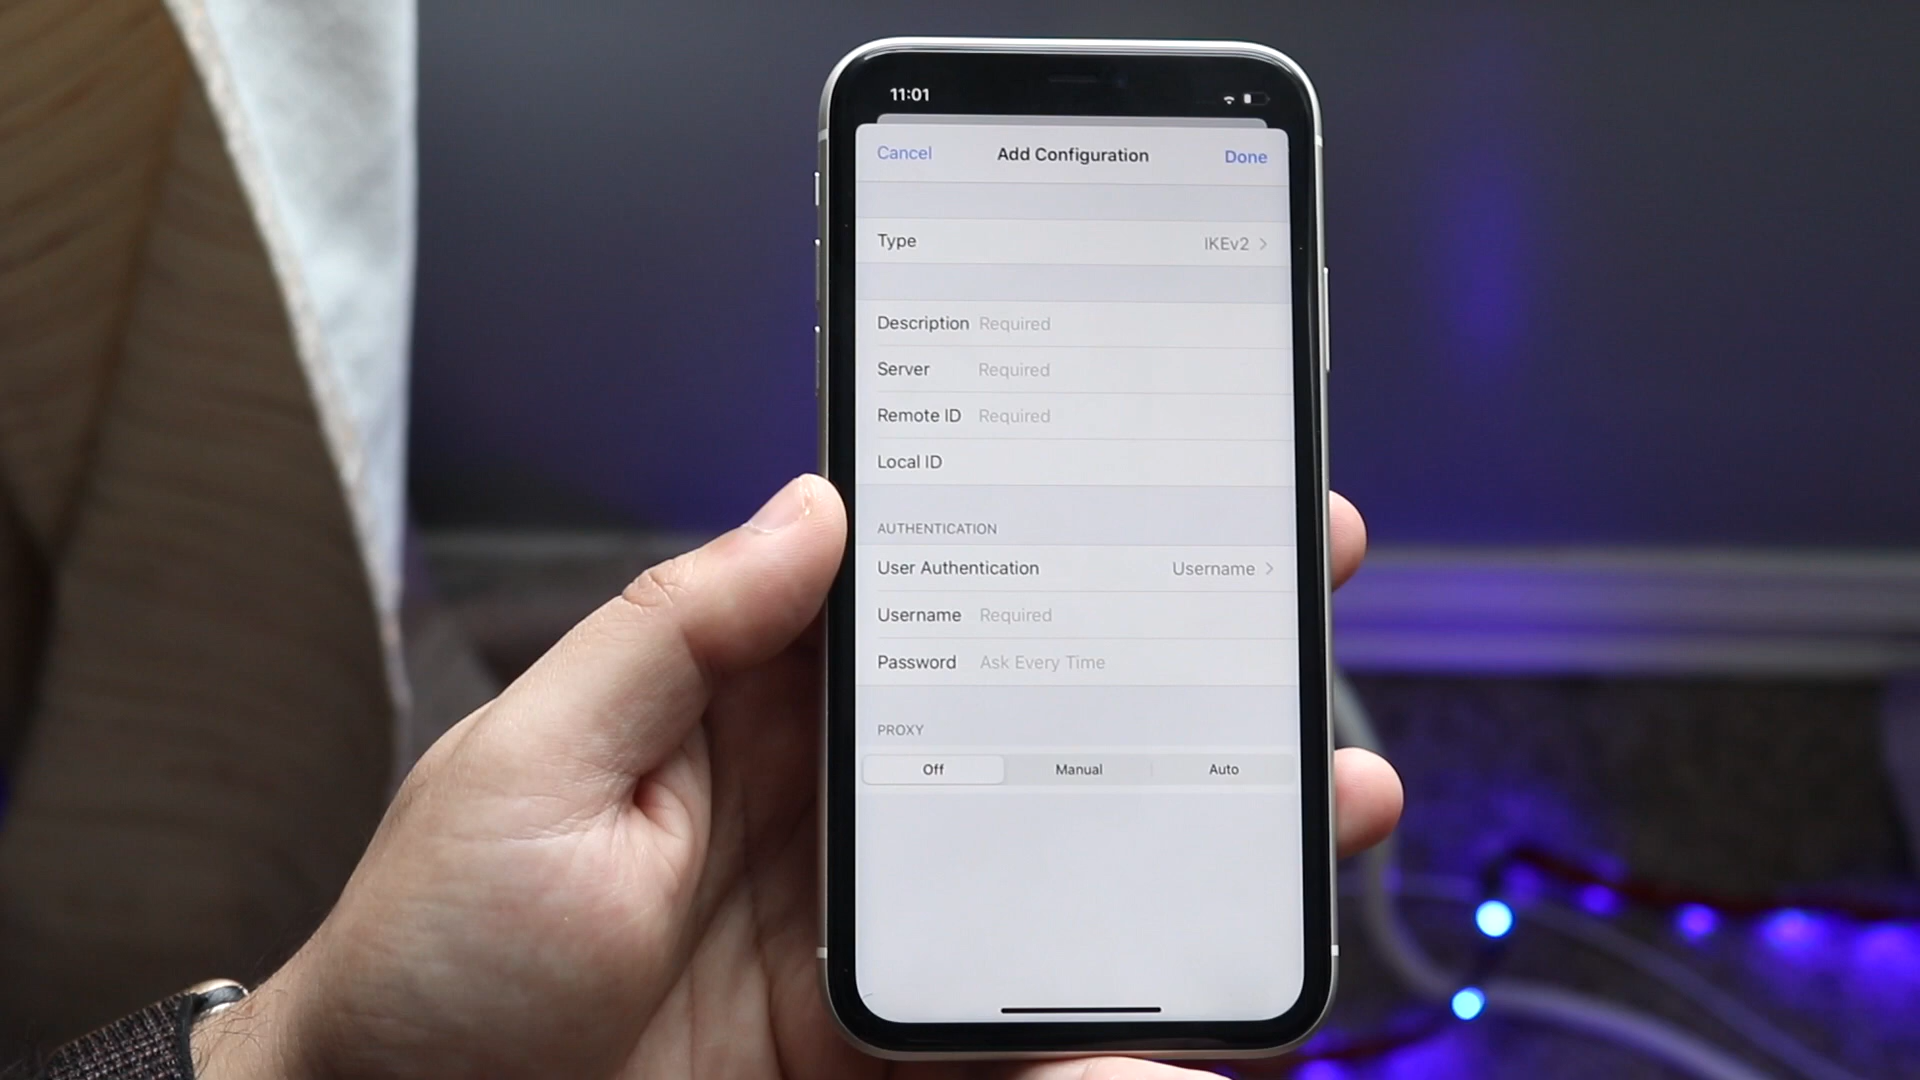 11:01
Cancel Add Configuration Done
Type IKEv2
Description Required
Server Required
Remote ID Required
Local ID
AUTHENTICATION
User Authentication Username
Username Required
Password Ask Every Time
PROXY
Off Manual Auto